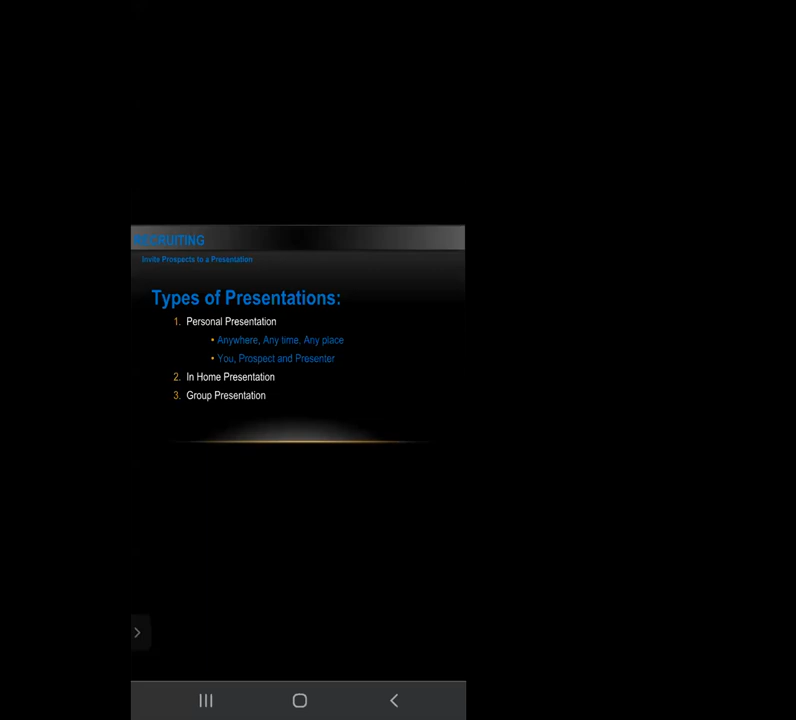 RECRUITING
Invite Prospects to a Presentation
Types of Presentations:
1. Personal Presentation
• Anywhere, Any time. Any place
• You, Prospect and Presenter
2. In Home Presentation
3. Group Presentation